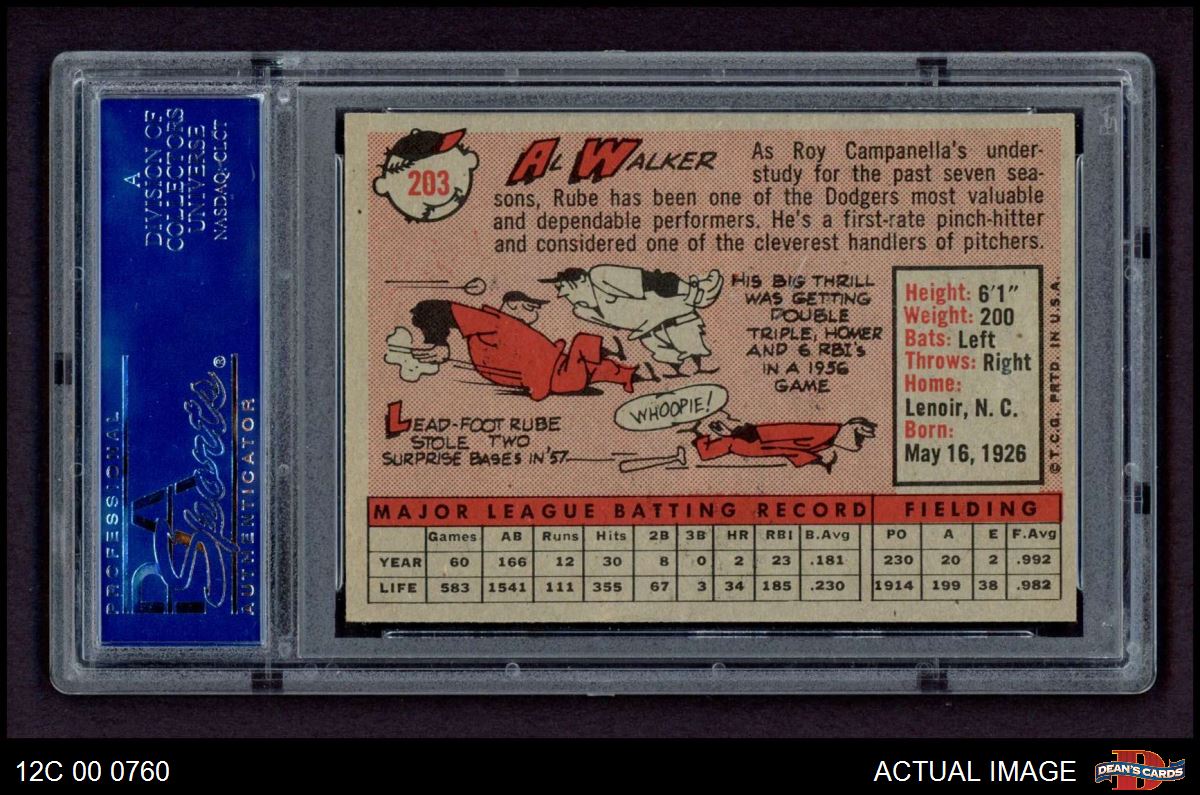 A
DIVISION OF
COLLECTORS
UNIVERSE
NASDAQ:CLCT
PROFESSIONAL
PSA
Sports®
AUTHENTICATOR
203
AL WALKER
As Roy Campanella's under-
study for the past seven sea-
sons, Rube has been one of the Dodgers most valuable
and dependable performers. He's a first-rate pinch-hitter
and considered one of the cleverest handlers of pitchers.
HIS BIG THRILL
WAS GETTING
DOUBLE
TRIPLE, HOMER
AND 6 RBI'S
IN A 1956
GAME
LEAD-FOOT RUBE
STOLE TWO
SURPRISE BASES IN '57
WHOOPIE!
Height: 6'1"
Weight: 200
Bats: Left
Throws: Right
Home:
Lenoir, N. C.
Born:
May 16, 1926
© T.C.G. PRTD. IN U.S.A.
MAJOR LEAGUE BATTING RECORD FIELDING
Games AB Runs Hits 2B 3B HR RBI B.Avg PO A E F.Avg
YEAR 60 166 12 30 8 0 2 23 .181 230 20 2 .992
LIFE 583 1541 111 355 67 3 34 185 .230 1914 199 38 .982
12C 00 0760
ACTUAL IMAGE
D
DEAN'S CARDS